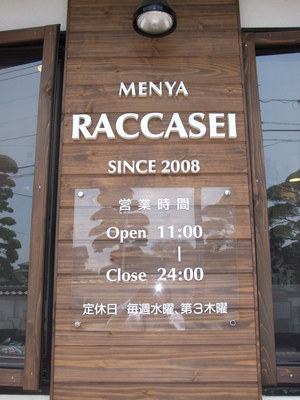 MENYA
RACCASEI
SINCE 2008
営業時間
Open 11:00
|
Close 24:00
定休日 毎週水曜、第3木曜